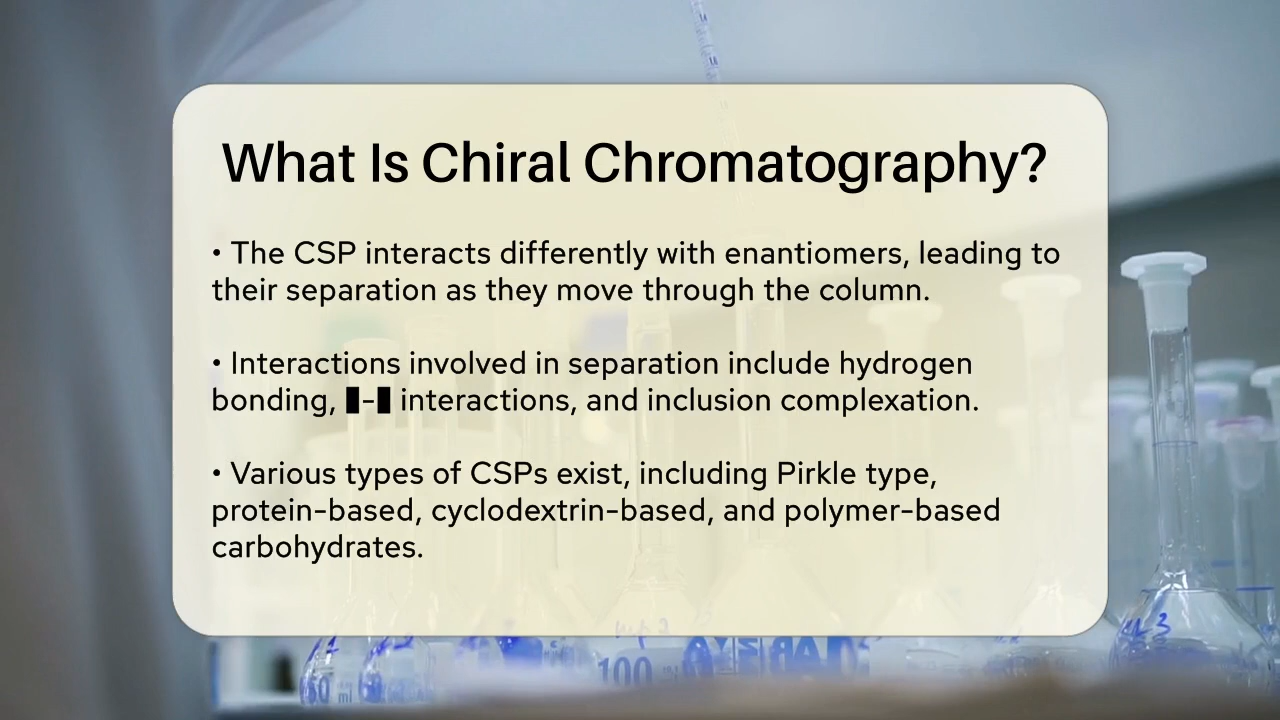 What Is Chiral Chromatography?
• The CSP interacts differently with enantiomers, leading to
their separation as they move through the column.
• Interactions involved in separation include hydrogen
bonding, ▮-▮ interactions, and inclusion complexation.
• Various types of CSPs exist, including Pirkle type,
protein-based, cyclodextrin-based, and polymer-based
carbohydrates.
100